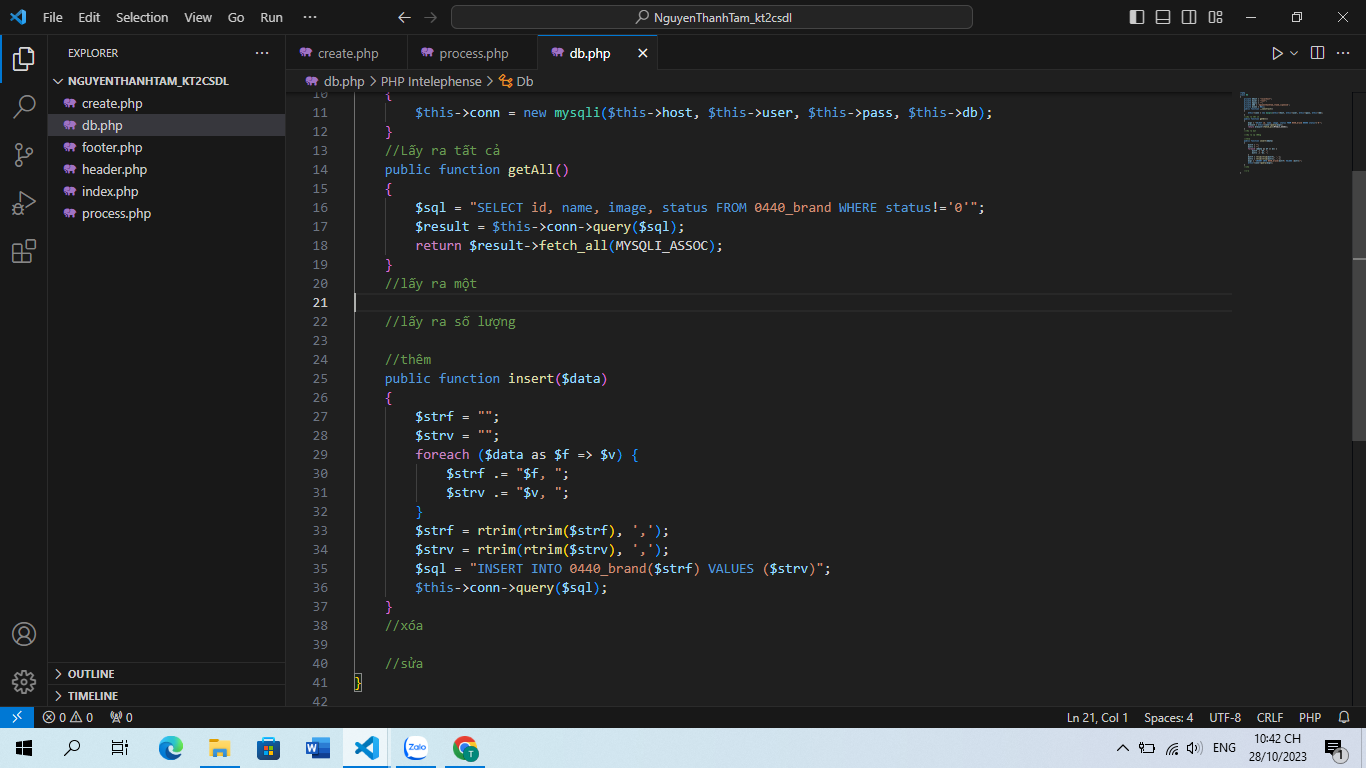 File Edit Selection View Go Run ···
NguyenThanhTam_kt2csdl
EXPLORER ···
NGUYENTHANHTAM_KT2CSDL
create.php
db.php
footer.php
header.php
index.php
process.php
OUTLINE
TIMELINE
create.php process.php db.php
db.php > PHP Intelephense > Db
10 {
11 $this->conn = new mysqli($this->host, $this->user, $this->pass, $this->db);
12 }
13 //Lấy ra tất cả
14 public function getAll()
15 {
16 $sql = "SELECT id, name, image, status FROM 0440_brand WHERE status!='0'";
17 $result = $this->conn->query($sql);
18 return $result->fetch_all(MYSQLI_ASSOC);
19 }
20 //lấy ra một
21
22 //lấy ra số lượng
23
24 //thêm
25 public function insert($data)
26 {
27 $strf = "";
28 $strv = "";
29 foreach ($data as $f => $v) {
30 $strf .= "$f, ";
31 $strv .= "$v, ";
32 }
33 $strf = rtrim(rtrim($strf), ',');
34 $strv = rtrim(rtrim($strv), ',');
35 $sql = "INSERT INTO 0440_brand($strf) VALUES ($strv)";
36 $this->conn->query($sql);
37 }
38 //xóa
39
40 //sửa
41 }
42
0 0 0 Ln 21, Col 1 Spaces: 4 UTF-8 CRLF PHP
Zalo T ENG 10:42 CH
28/10/2023 1